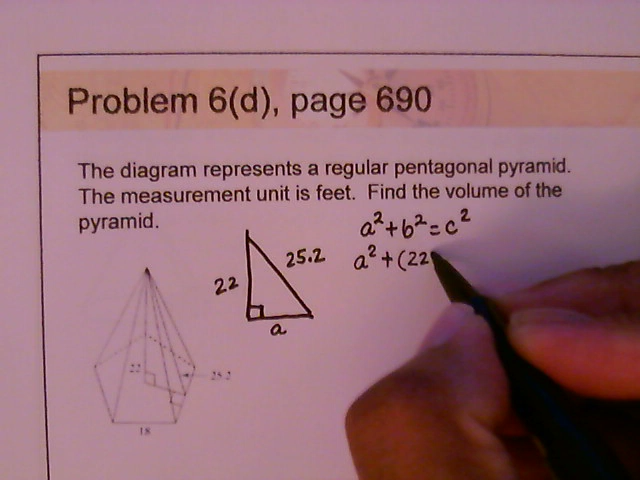 Problem 6(d), page 690
The diagram represents a regular pentagonal pyramid.
The measurement unit is feet. Find the volume of the
pyramid.
a²+b²=c²
a²+(22
22
25.2
a
22
25.2
18